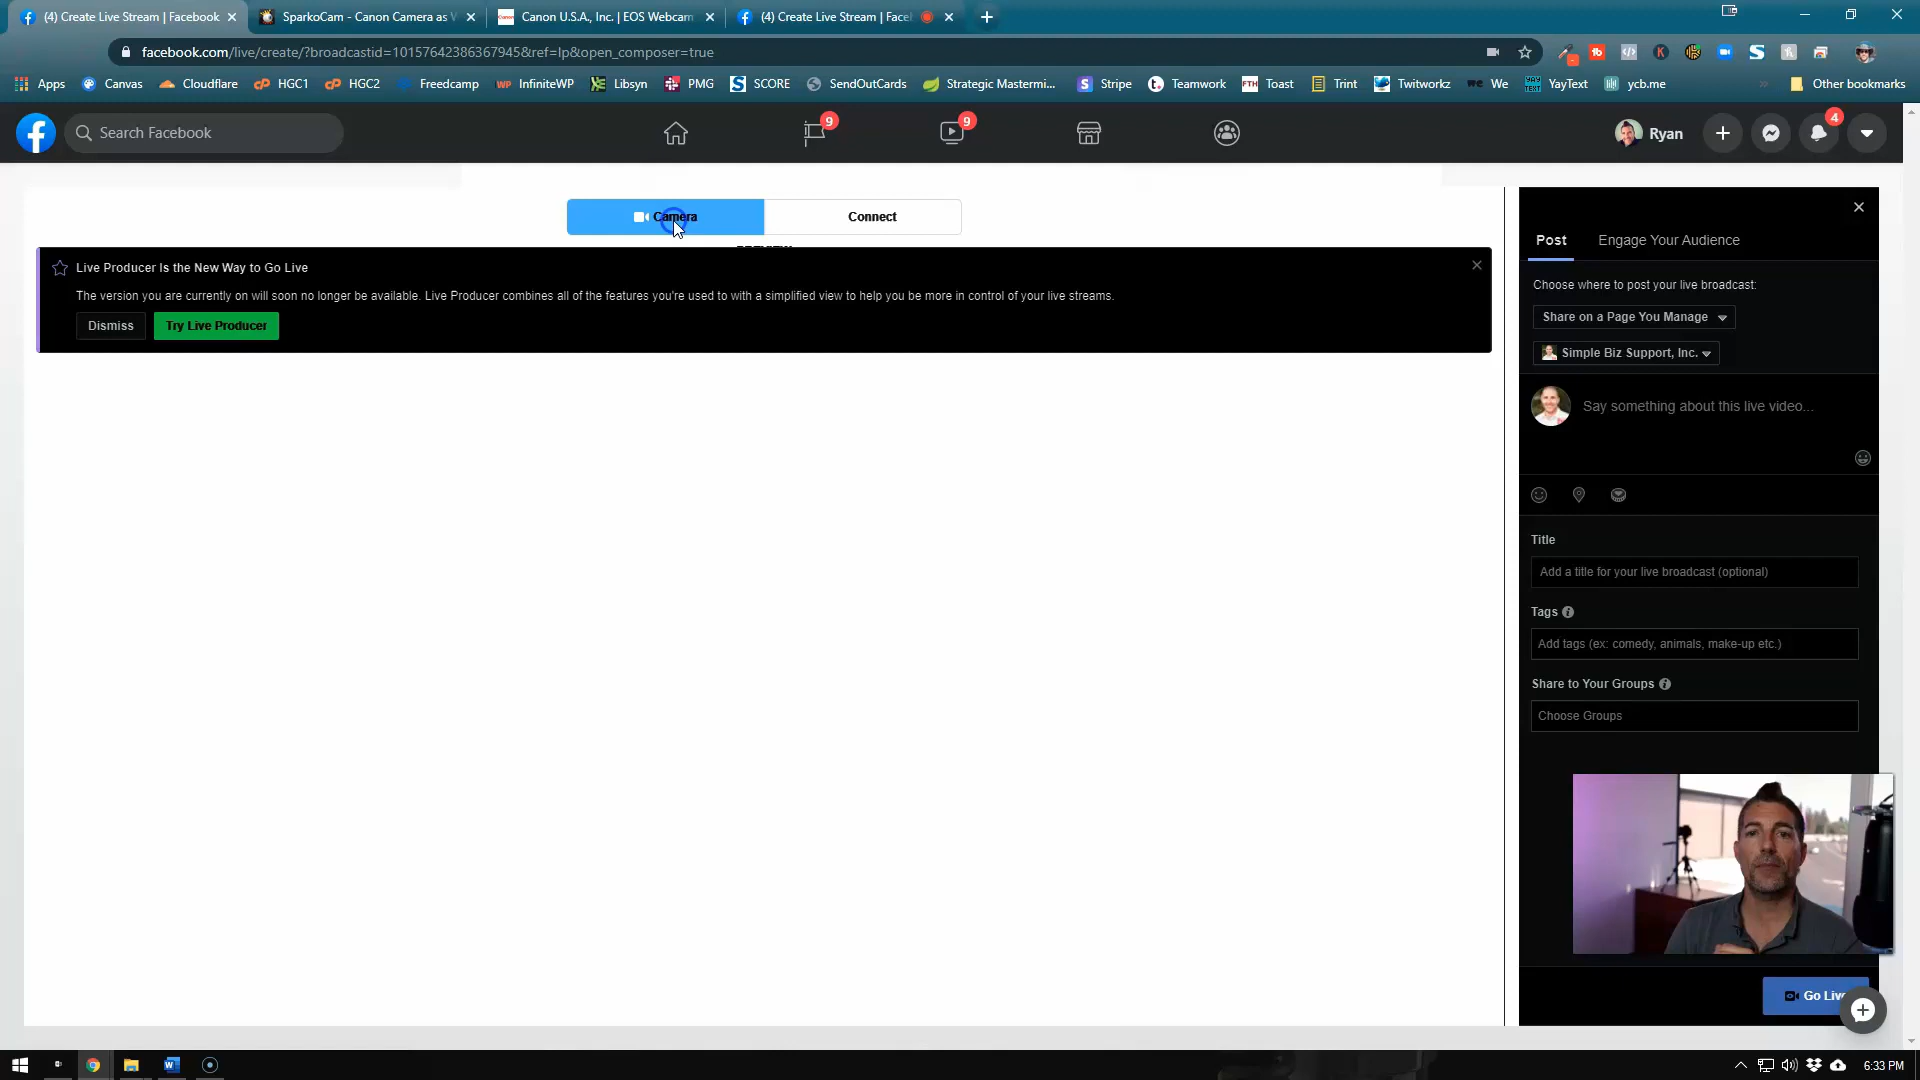 (4) Create Live Stream | Facebook
SparkoCam - Canon Camera as
Canon U.S.A., Inc. | EOS Webcam
(4) Create Live Stream |
facebook.com/live/create/?broadcastid=10157642386367945&ref=lp&open_composer=true
Apps Canvas Cloudflare HGC1 HGC2 Freedcamp InfiniteWP Libsyn PMG SCORE SendOutCards Strategic Mastermi... Stripe Teamwork Toast Trint Twitworkz We YayText ycb.me Other bookmarks
Search Facebook
9
9
Ryan
4
Camera
Connect
Live Producer Is the New Way to Go Live
The version you are currently on will soon no longer be available. Live Producer combines all of the features you're used to with a simplified view to help you be more in control of your live streams.
Dismiss
Try Live Producer
Post
Engage Your Audience
Choose where to post your live broadcast:
Share on a Page You Manage
Simple Biz Support, Inc.
Say something about this live video...
Title
Add a title for your live broadcast (optional)
Tags
Add tags (ex: comedy, animals, make-up etc.)
Share to Your Groups
Choose Groups
Go Live
6:33 PM